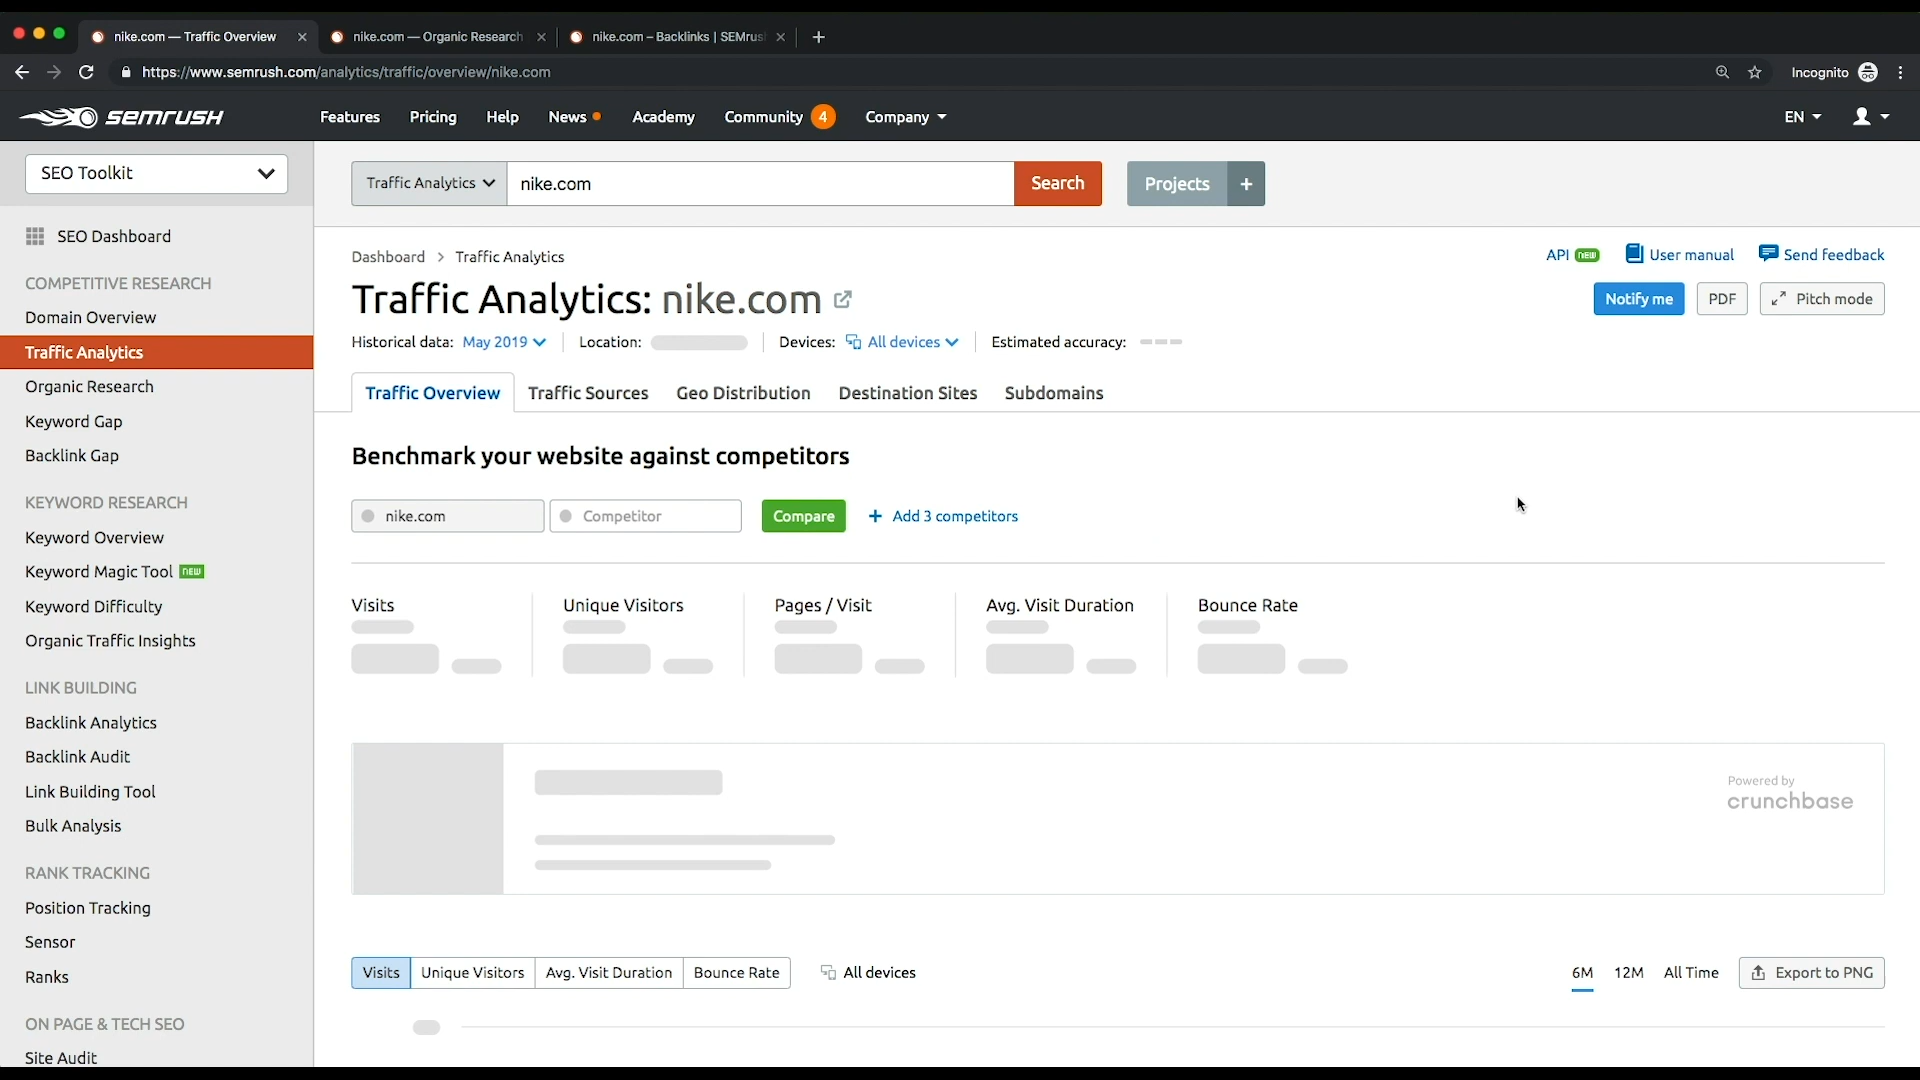 nike.com — Traffic Overview
nike.com — Organic Research
nike.com – Backlinks | SEMrus
https://www.semrush.com/analytics/traffic/overview/nike.com
Incognito
semrush
Features
Pricing
Help
News
Academy
Community 4
Company
EN
SEO Toolkit
SEO Dashboard
COMPETITIVE RESEARCH
Domain Overview
Traffic Analytics
Organic Research
Keyword Gap
Backlink Gap
KEYWORD RESEARCH
Keyword Overview
Keyword Magic Tool new
Keyword Difficulty
Organic Traffic Insights
LINK BUILDING
Backlink Analytics
Backlink Audit
Link Building Tool
Bulk Analysis
RANK TRACKING
Position Tracking
Sensor
Ranks
ON PAGE & TECH SEO
Site Audit
Traffic Analytics
nike.com
Search
Projects +
Dashboard > Traffic Analytics
API new
User manual
Send feedback
Traffic Analytics: nike.com
Notify me
PDF
Pitch mode
Historical data: May 2019
Location:
Devices: All devices
Estimated accuracy:
Traffic Overview
Traffic Sources
Geo Distribution
Destination Sites
Subdomains
Benchmark your website against competitors
nike.com
Competitor
Compare
+ Add 3 competitors
Visits
Unique Visitors
Pages / Visit
Avg. Visit Duration
Bounce Rate
Powered by
crunchbase
Visits
Unique Visitors
Avg. Visit Duration
Bounce Rate
All devices
6M
12M
All Time
Export to PNG